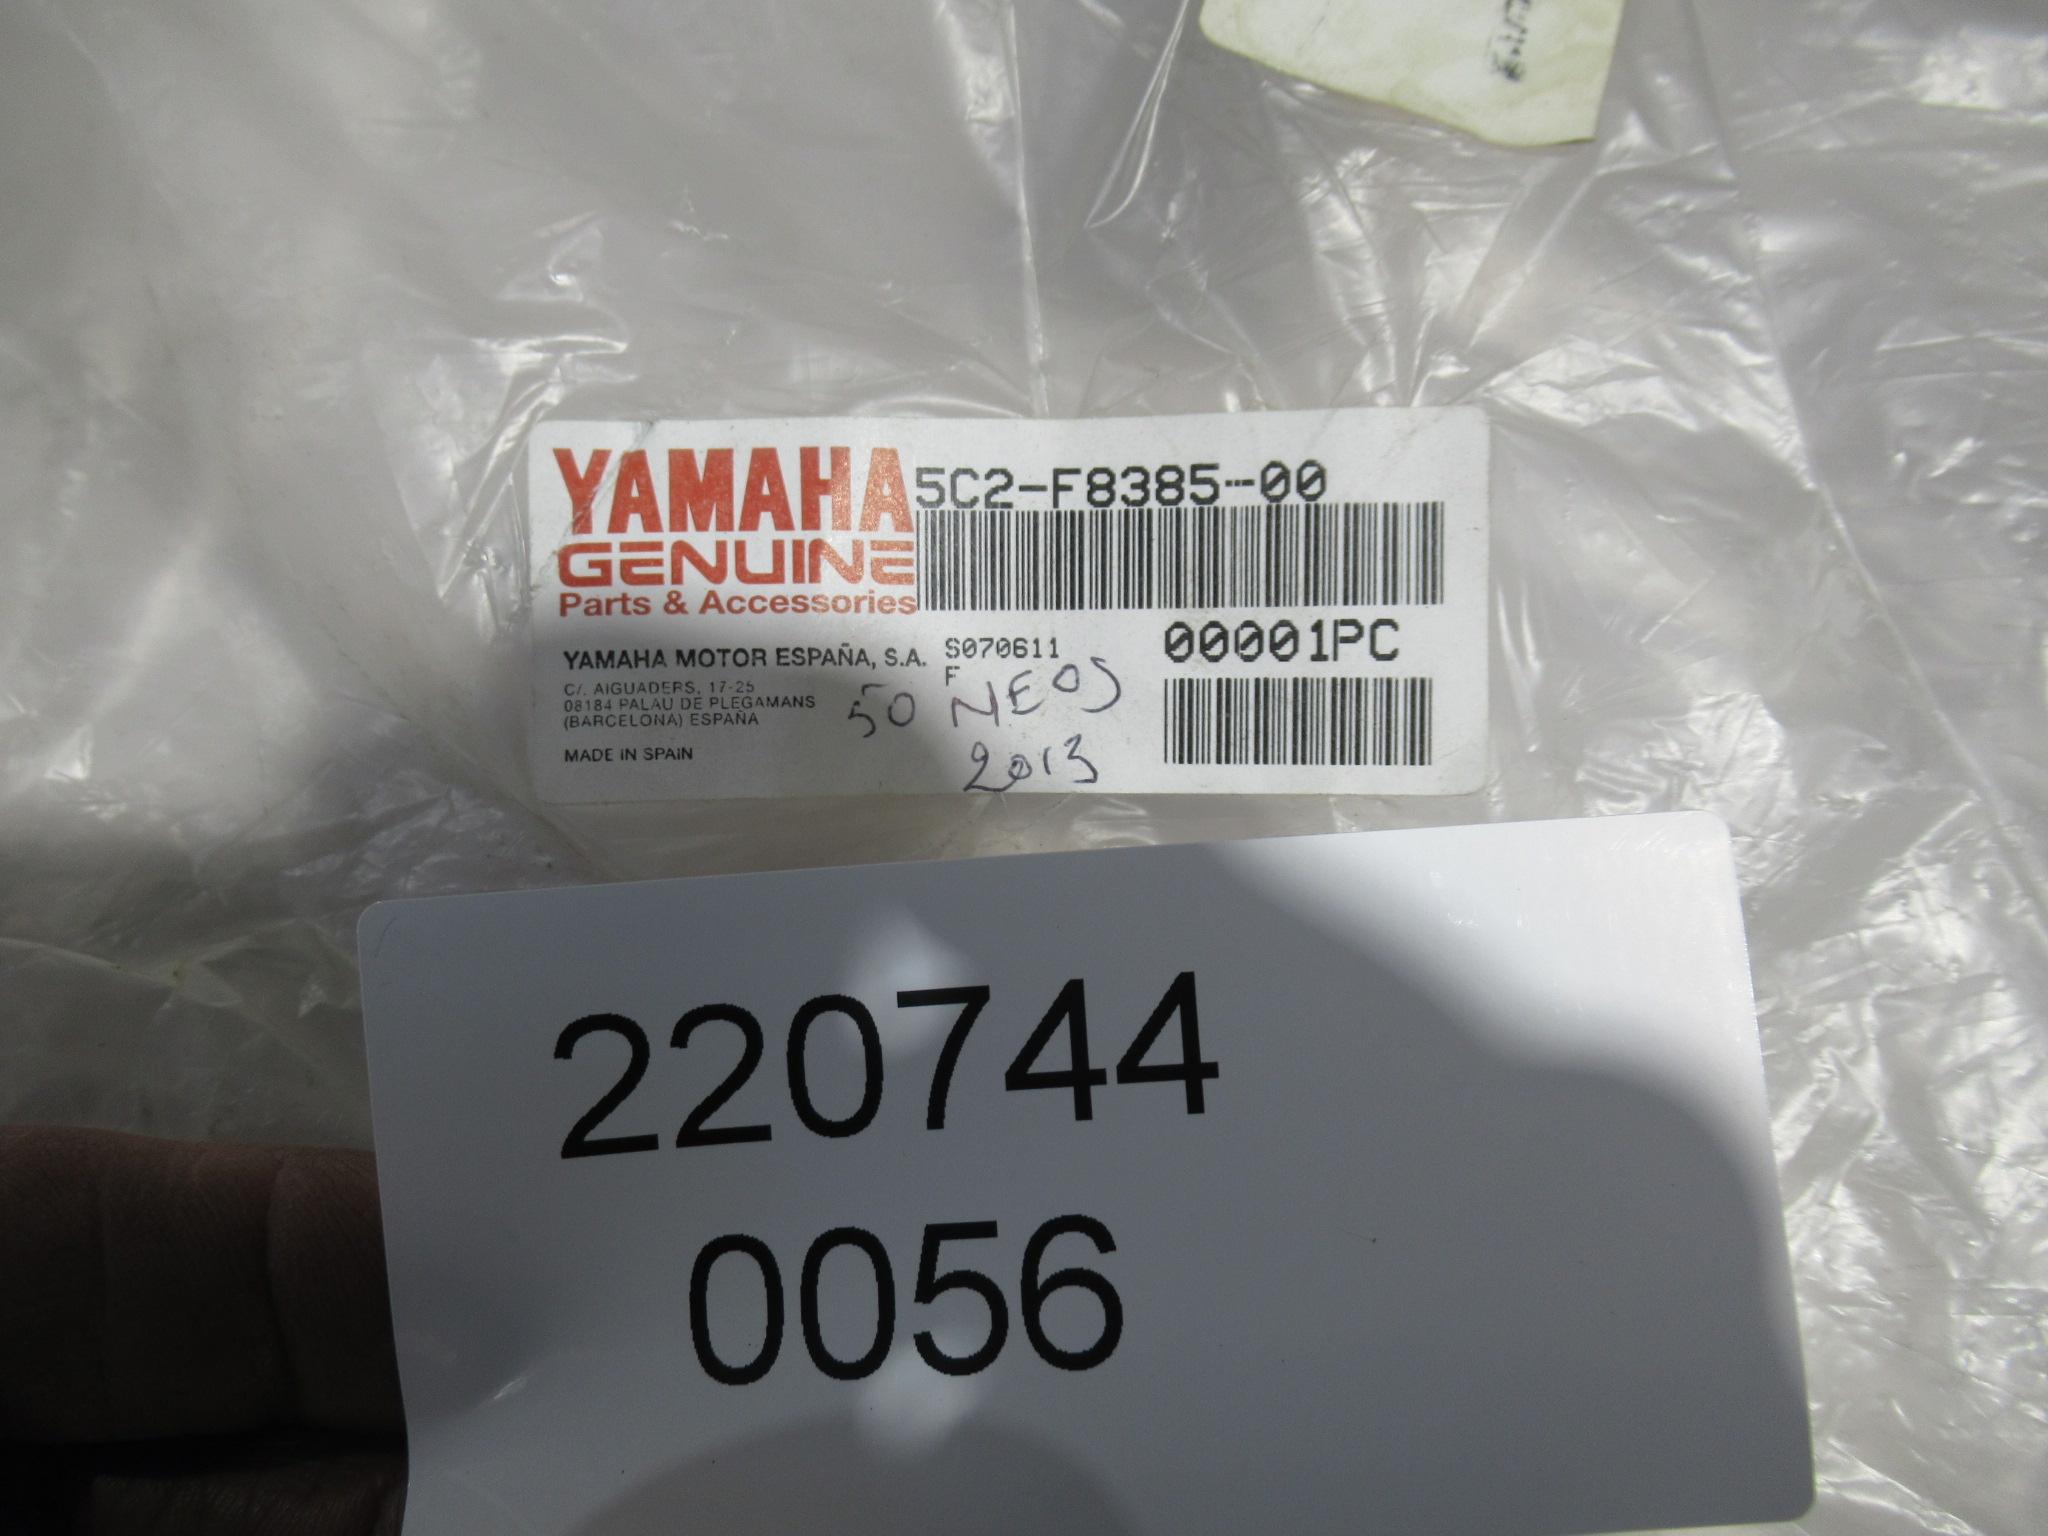 YAMAHA
GENUINE
Parts & Accessories
5C2-F8385-00
00001PC
YAMAHA MOTOR ESPAÑA, S.A.
C/. AIGUADERS, 17-25
08184 PALAU DE PLEGAMANS
(BARCELONA) ESPAÑA
MADE IN SPAIN
S070611
F
50 NEOS
2013
220744
0056